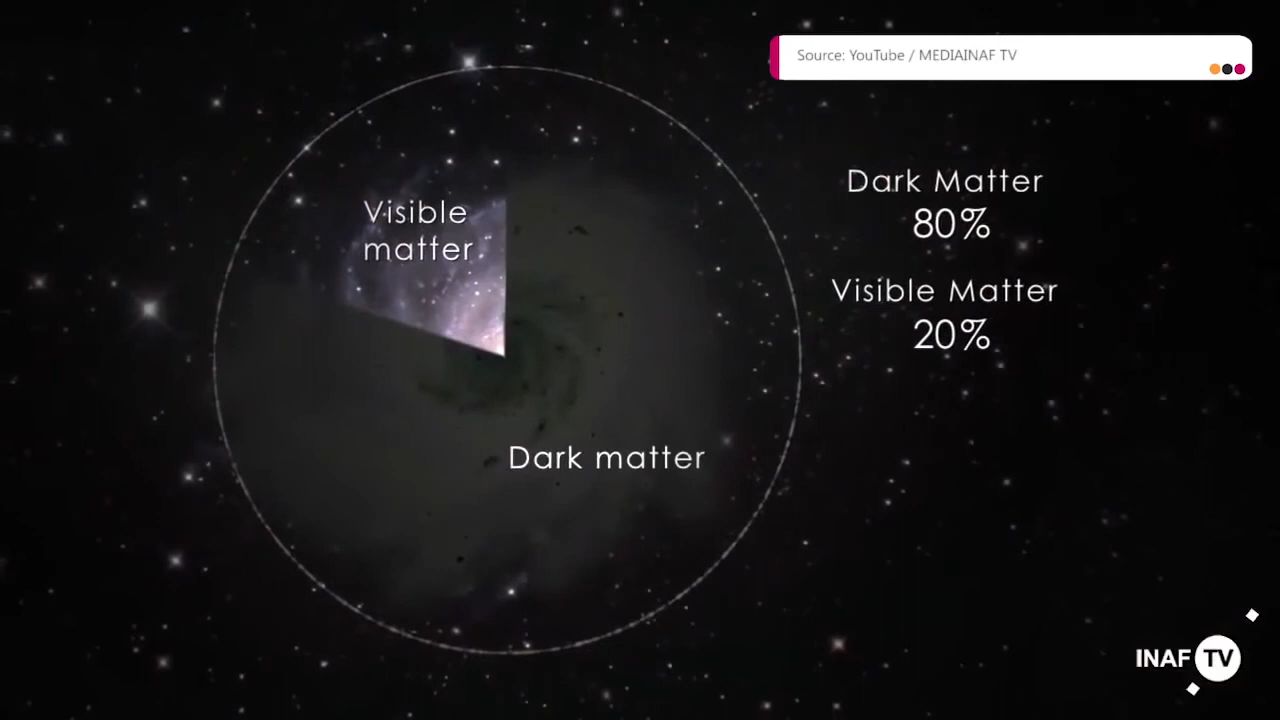 Source: YouTube / MEDIAINAF TV
Visible
matter
Dark matter
Dark Matter
80%
Visible Matter
20%
INAF TV